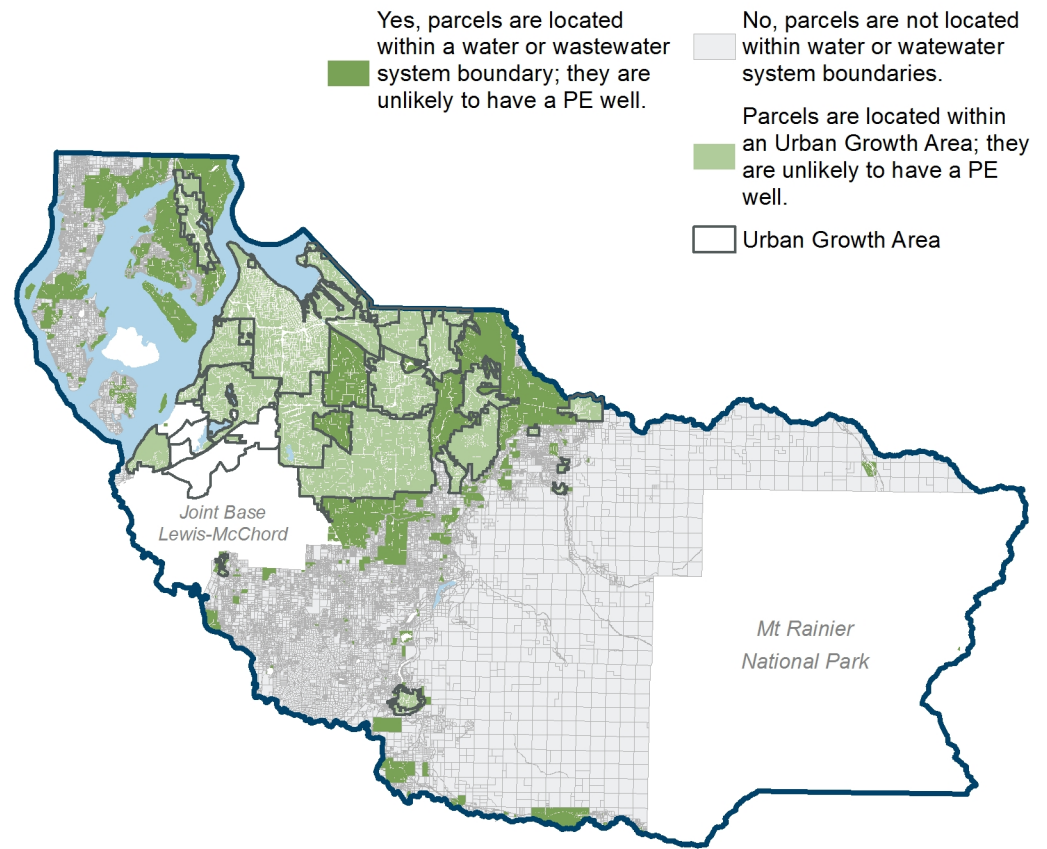 Yes, parcels are located
within a water or wastewater
system boundary; they are
unlikely to have a PE well.
No, parcels are not located
within water or watewater
system boundaries.
Parcels are located within
an Urban Growth Area; they
are unlikely to have a PE
well.
Urban Growth Area
Joint Base
Lewis-McChord
Mt Rainier
National Park